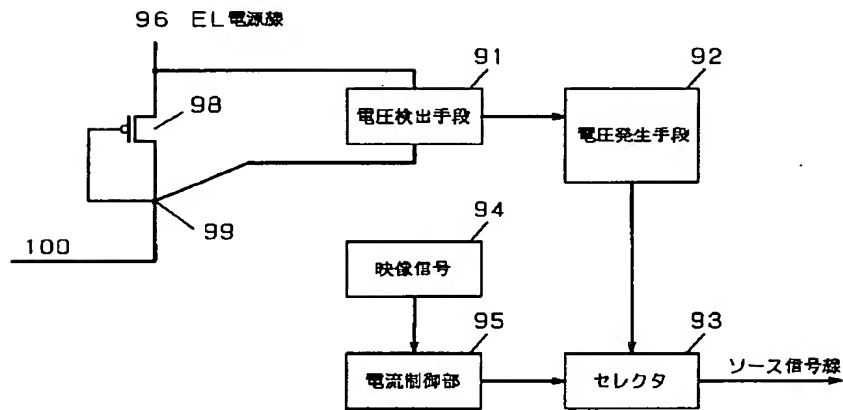 96 EL電源線
91
92
98
電圧検出手段
電圧発生手段
99
94
100
映像信号
95
93
電流制御部
セレクタ
ソース信号線